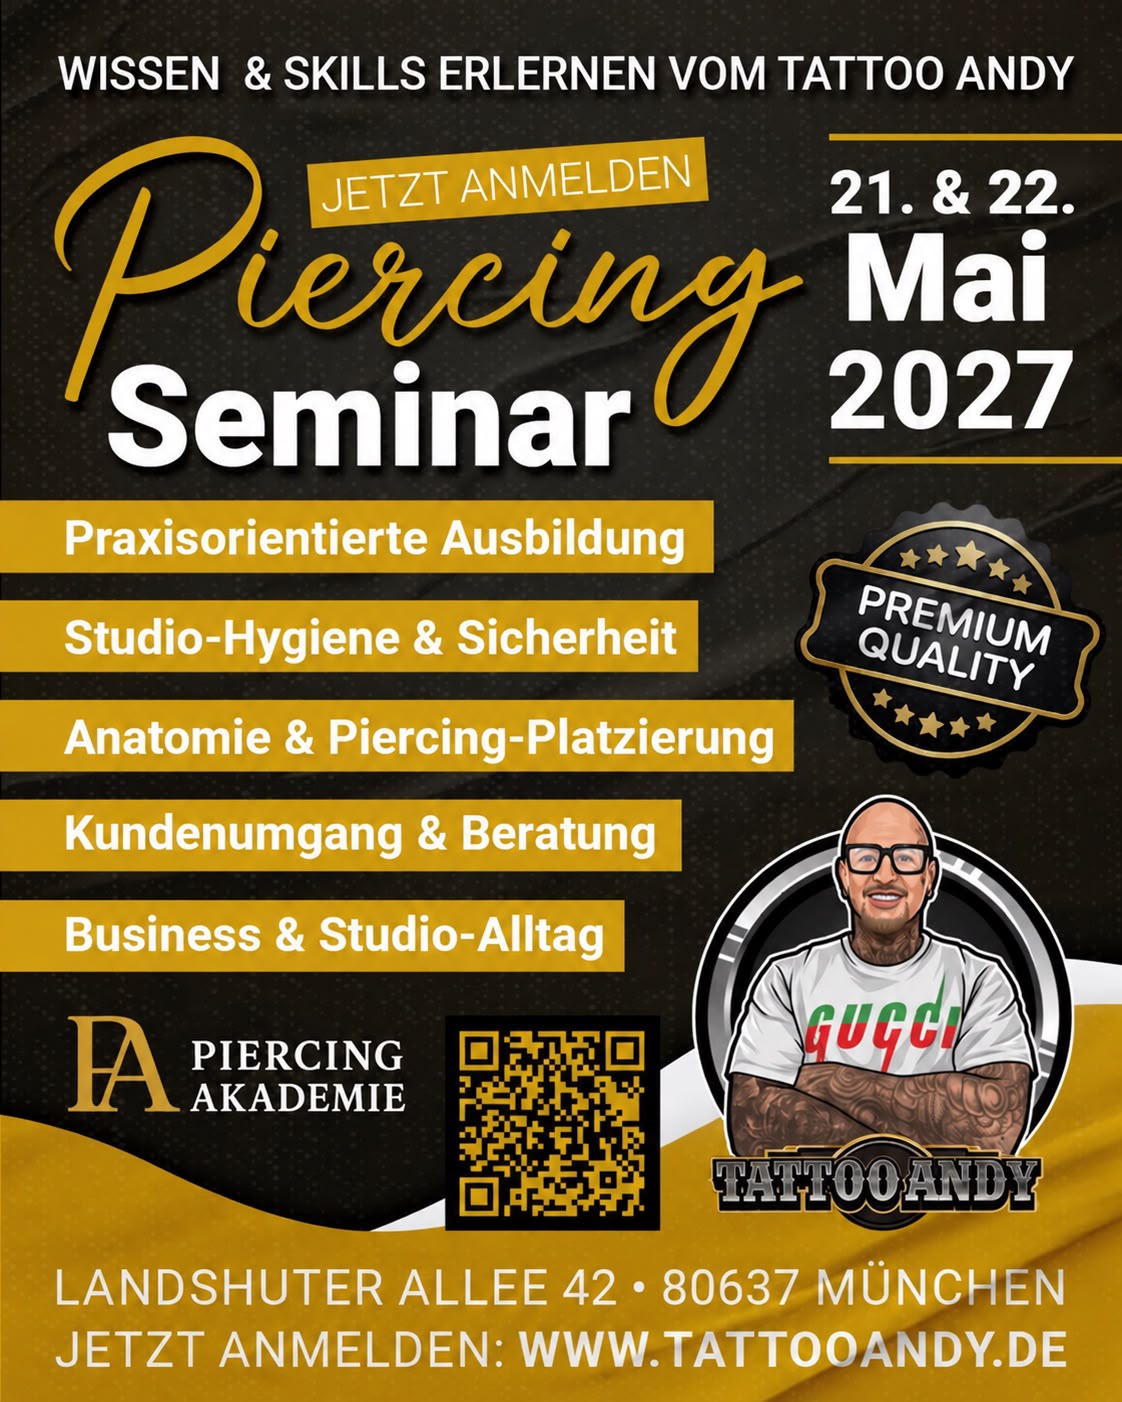 WISSEN & SKILLS ERLERNEN VOM TATTOO ANDY
JETZT ANMELDEN
Piercing
Seminar
21. & 22.
Mai
2027
Praxisorientierte Ausbildung
Studio-Hygiene & Sicherheit
Anatomie & Piercing-Platzierung
Kundenumgang & Beratung
Business & Studio-Alltag
PREMIUM
QUALITY
GUCCI
TATTOO ANDY
PA
PIERCING
AKADEMIE
LANDSHUTER ALLEE 42 • 80637 MÜNCHEN
JETZT ANMELDEN: WWW.TATTOOANDY.DE